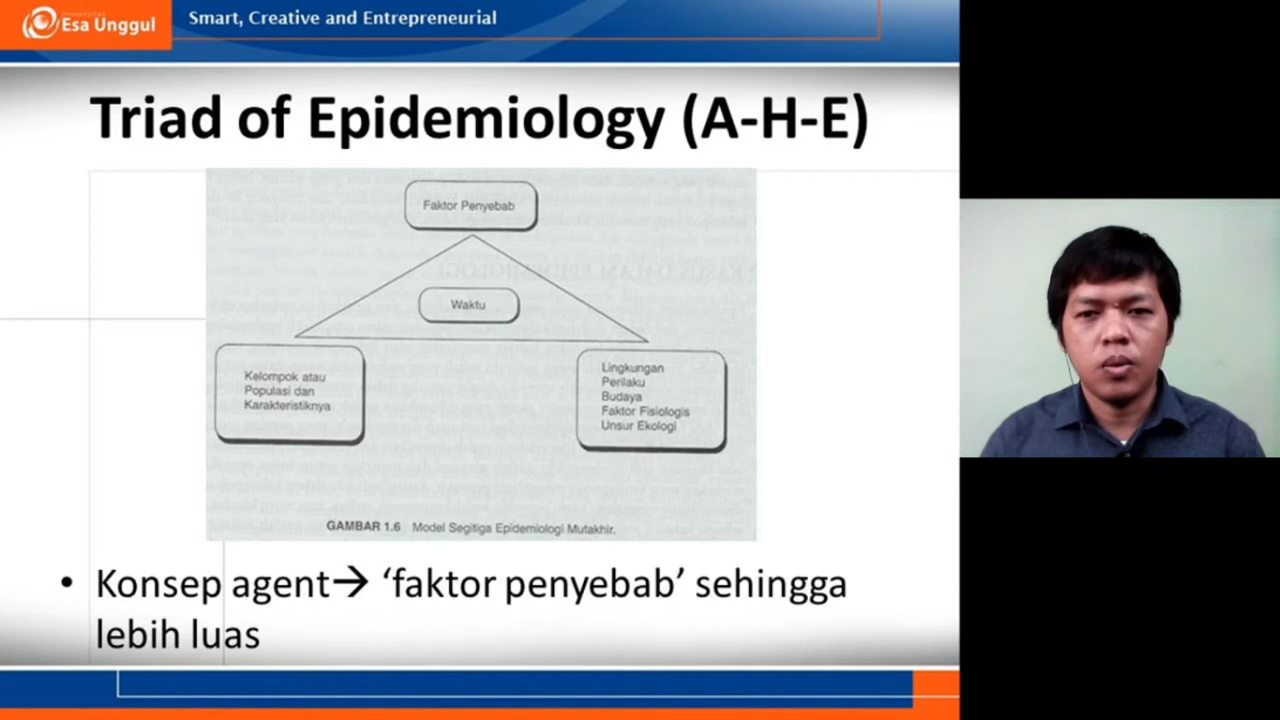 Esa Unggul
Smart, Creative and Entrepreneurial
Triad of Epidemiology (A-H-E)
Faktor Penyebab
Waktu
Kelompok atau
Populasi dan
Karakteristiknya
Lingkungan
Perilaku
Budaya
Faktor Fisiologis
Unsur Ekologi
GAMBAR 1.6 Model Segitiga Epidemiologi Mutakhir.
• Konsep agent→ ‘faktor penyebab’ sehingga
lebih luas